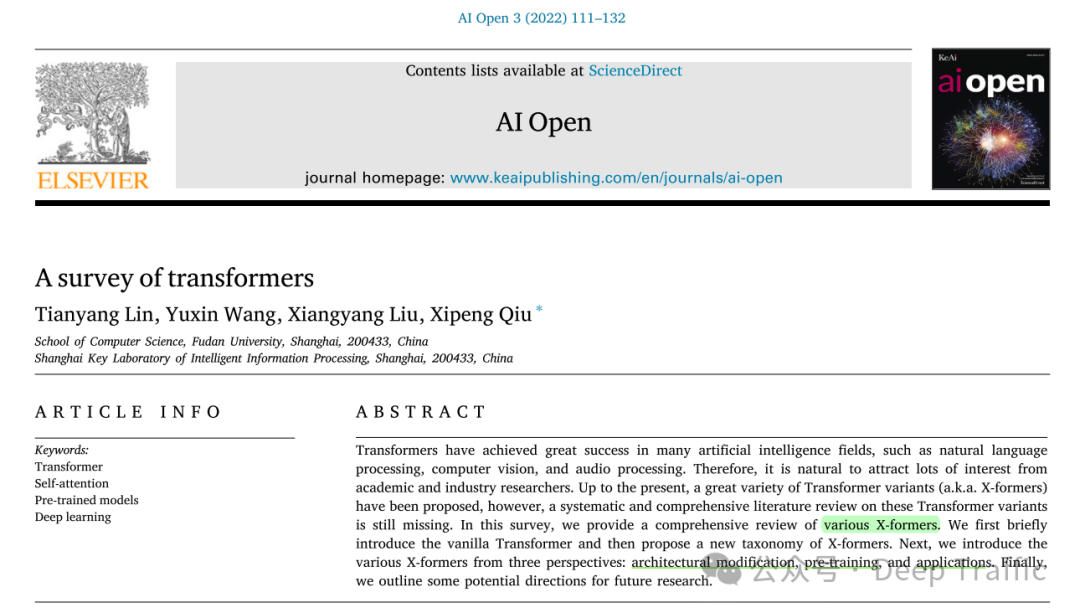 AI Open 3 (2022) 111–132
Contents lists available at ScienceDirect
AI Open
journal homepage: www.keaipublishing.com/en/journals/ai-open
ELSEVIER
KeAi
ai open
A survey of transformers
Tianyang Lin, Yuxin Wang, Xiangyang Liu, Xipeng Qiu *
School of Computer Science, Fudan University, Shanghai, 200433, China
Shanghai Key Laboratory of Intelligent Information Processing, Shanghai, 200433, China
ARTICLE INFO
Keywords:
Transformer
Self-attention
Pre-trained models
Deep learning
ABSTRACT
Transformers have achieved great success in many artificial intelligence fields, such as natural language
processing, computer vision, and audio processing. Therefore, it is natural to attract lots of interest from
academic and industry researchers. Up to the present, a great variety of Transformer variants (a.k.a. X-formers)
have been proposed, however, a systematic and comprehensive literature review on these Transformer variants
is still missing. In this survey, we provide a comprehensive review of various X-formers. We first briefly
introduce the vanilla Transformer and then propose a new taxonomy of X-formers. Next, we introduce the
various X-formers from three perspectives: architectural modification, pre-training, and applications. Finally,
we outline some potential directions for future research.
公众号 · Deep Traffic